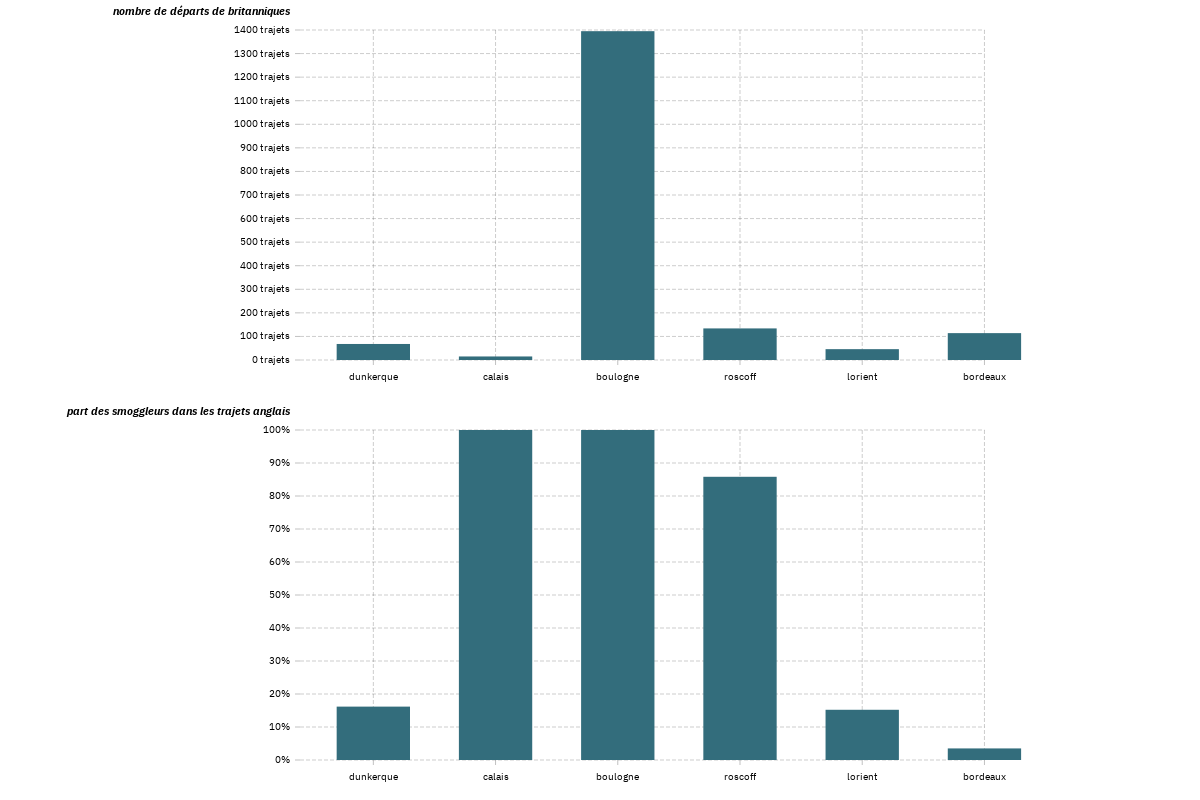 nombre de départs de britanniques
1400 trajets
1300 trajets
1200 trajets
1100 trajets
1000 trajets
900 trajets
800 trajets
700 trajets
600 trajets
500 trajets
400 trajets
300 trajets
200 trajets
100 trajets
0 trajets
dunkerque calais boulogne roscoff lorient bordeaux
part des smoggleurs dans les trajets anglais
100%
90%
80%
70%
60%
50%
40%
30%
20%
10%
0%
dunkerque calais boulogne roscoff lorient bordeaux